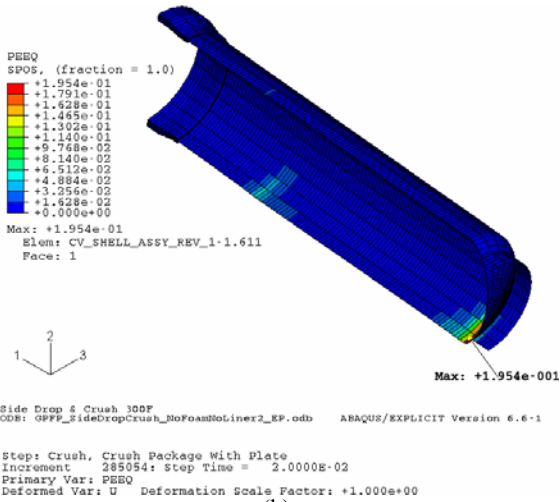 PEEQ
SPOS, (fraction = 1.0)
+1.954e-01
+1.791e-01
+1.628e-01
+1.465e-01
+1.302e-01
+1.140e-01
+9.768e-02
+8.140e-02
+6.512e-02
+4.884e-02
+3.256e-02
+1.628e-02
+0.000e+00
Max: +1.954e-01
Elem: CV_SHELL_ASSY_REV_1-1.611
Face: 1
2
1 3
Max: +1.954e-001
Side Drop & Crush 300F
ODB: GPFP_SideDropCrush_NoFoamNoLiner2_EP.odb ABAQUS/EXPLICIT Version 6.6-1
Step: Crush, Crush Package With Plate
Increment 285054: Step Time = 2.0000E-02
Primary Var: PEEQ
Deformed Var: U Deformation Scale Factor: +1.000e+00